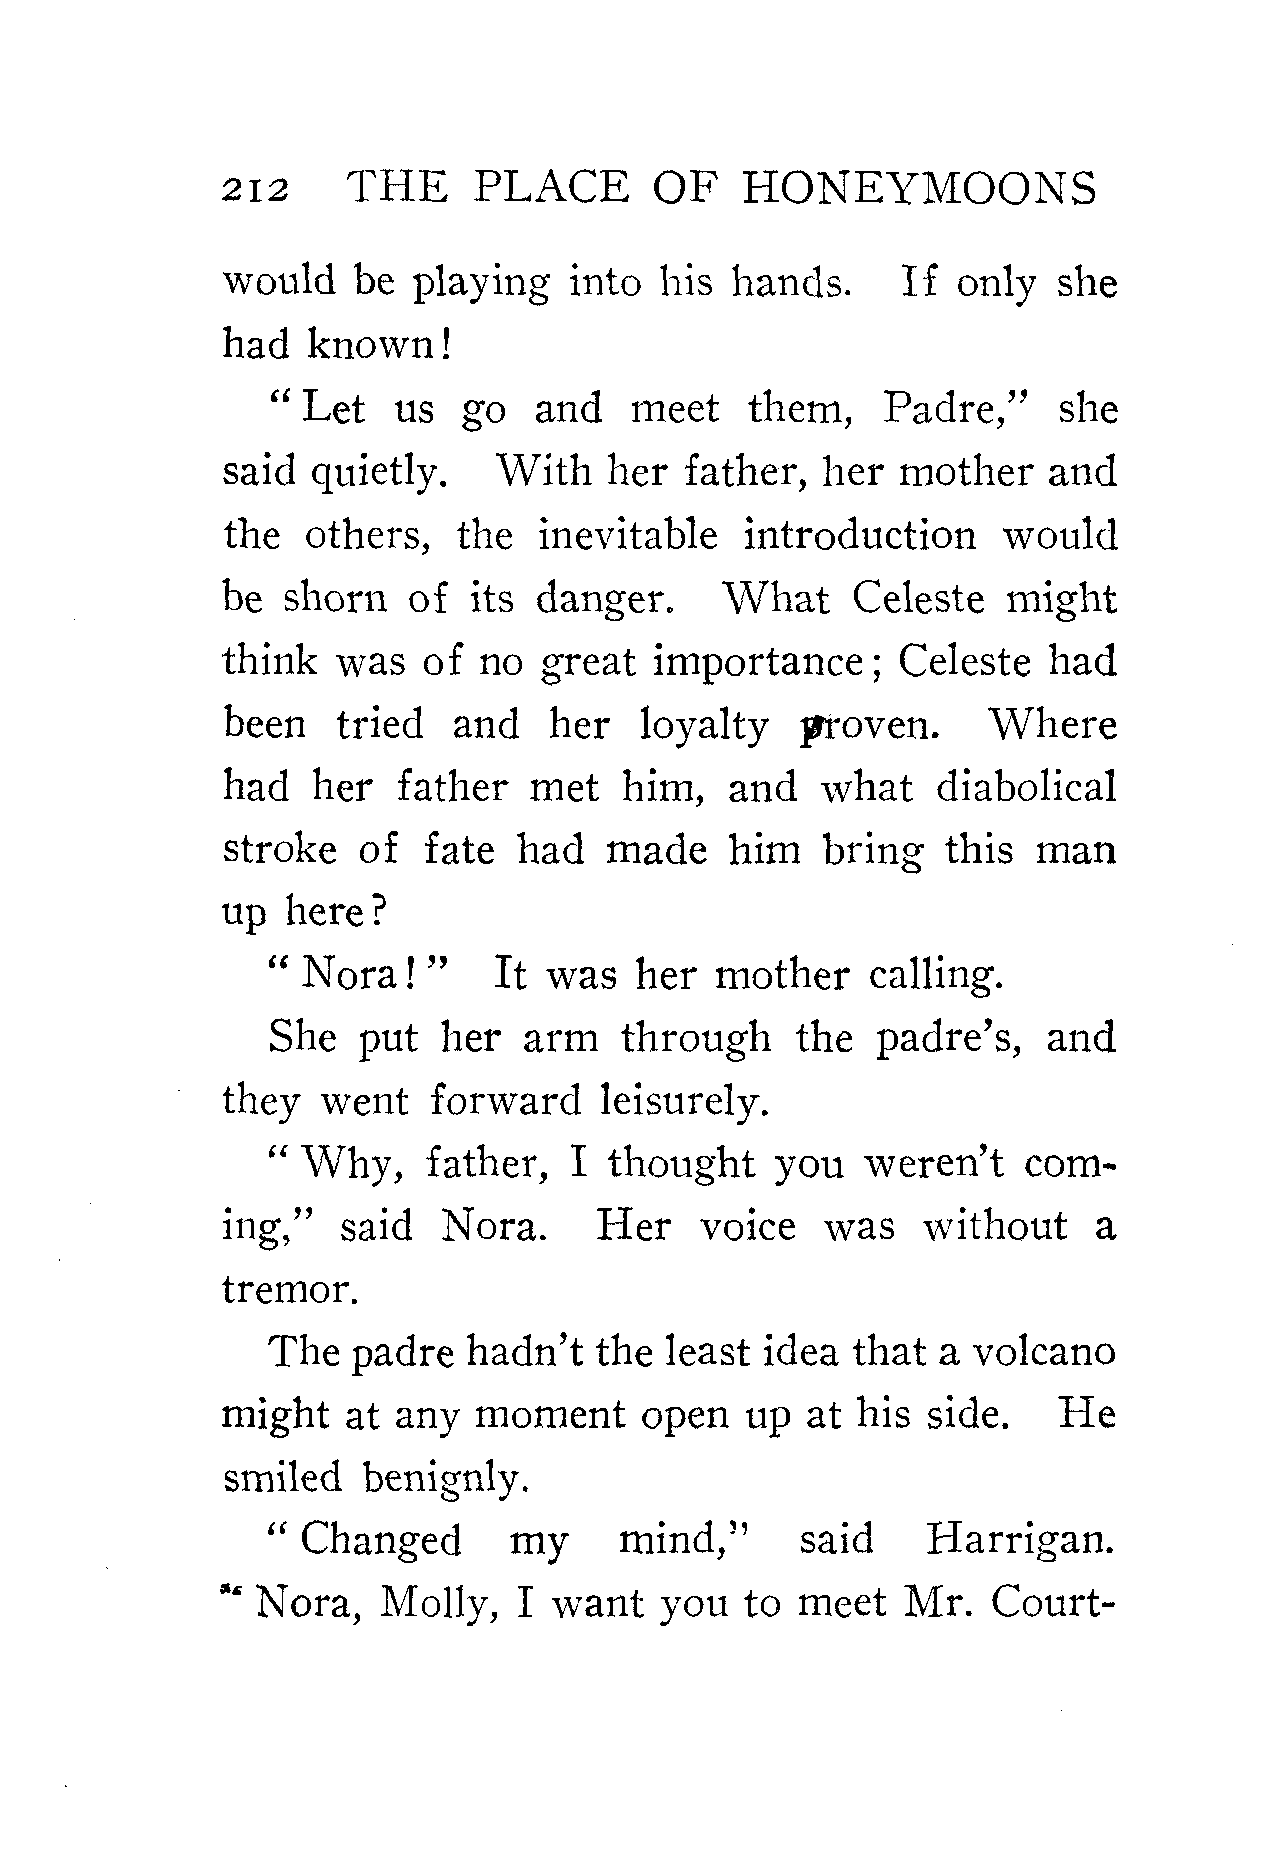 212 THE PLACE OF HONEYMOONS
would be playing into his hands. If only she
had known!
“Let us go and meet them, Padre,” she
said quietly. With her father, her mother and
the others, the inevitable introduction would
be shorn of its danger. What Celeste might
think was of no great importance; Celeste had
been tried and her loyalty proven. Where
had her father met him, and what diabolical
stroke of fate had made him bring this man
up here?
“Nora!” It was her mother calling.
She put her arm through the padre’s, and
they went forward leisurely.
“Why, father, I thought you weren’t com-
ing,” said Nora. Her voice was without a
tremor.
The padre hadn’t the least idea that a volcano
might at any moment open up at his side. He
smiled benignly.
“Changed my mind,” said Harrigan.
“Nora, Molly, I want you to meet Mr. Court-